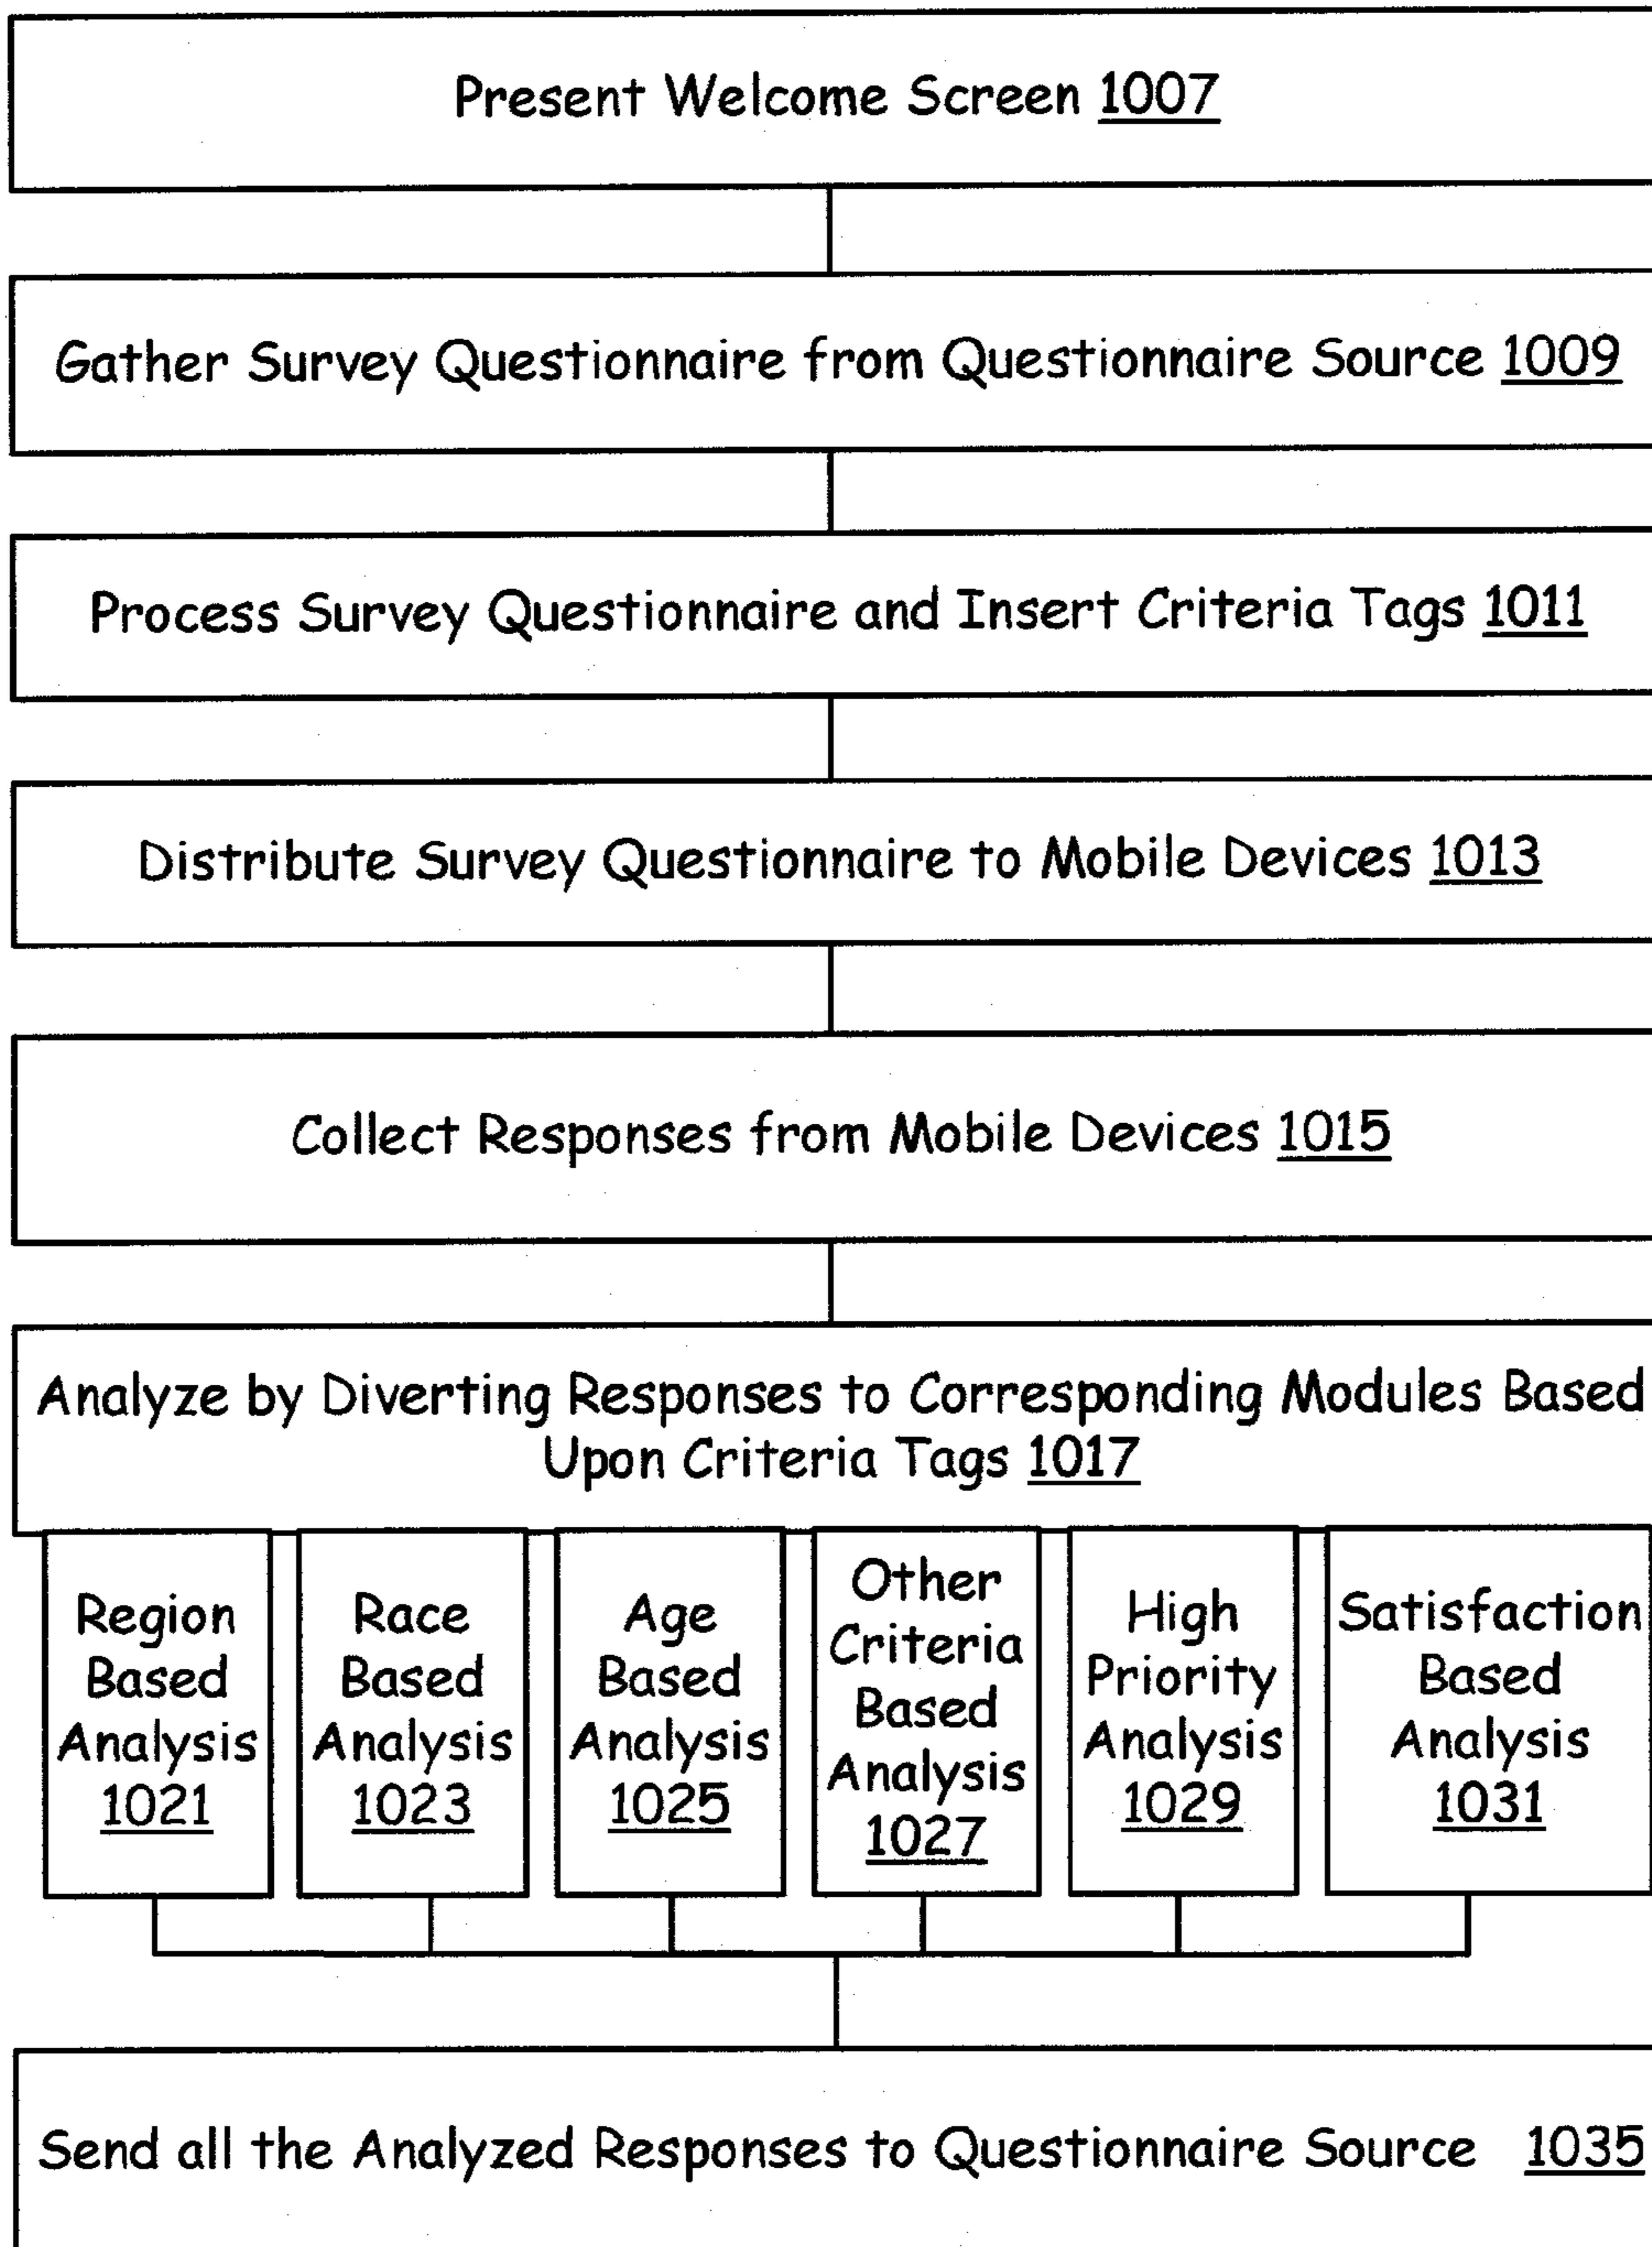 Present Welcome Screen 1007
Gather Survey Questionnaire from Questionnaire Source 1009
Process Survey Questionnaire and Insert Criteria Tags 1011
Distribute Survey Questionnaire to Mobile Devices 1013
Collect Responses from Mobile Devices 1015
Analyze by Diverting Responses to Corresponding Modules Based
Upon Criteria Tags 1017
Region
Based
Analysis
1021
Race
Based
Analysis
1023
Age
Based
Analysis
1025
Other
Criteria
Based
Analysis
1027
High
Priority
Analysis
1029
Satisfaction
Based
Analysis
1031
Send all the Analyzed Responses to Questionnaire Source 1035